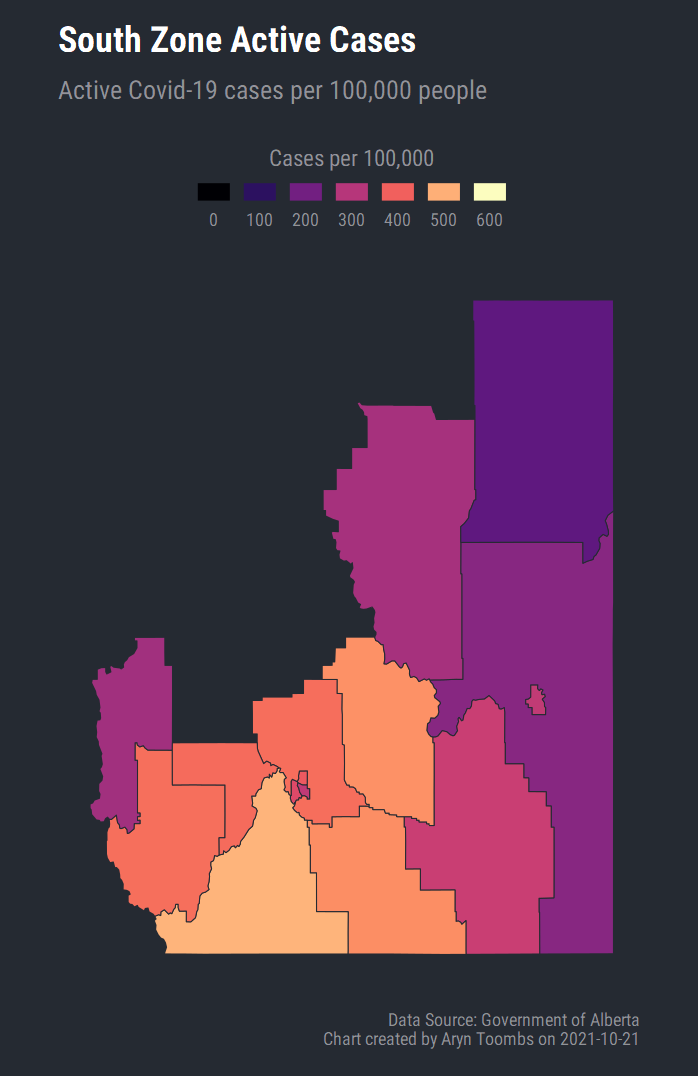 South Zone Active Cases
Active Covid-19 cases per 100,000 people
Cases per 100,000
0 100 200 300 400 500 600
Data Source: Government of Alberta
Chart created by Aryn Toombs on 2021-10-21